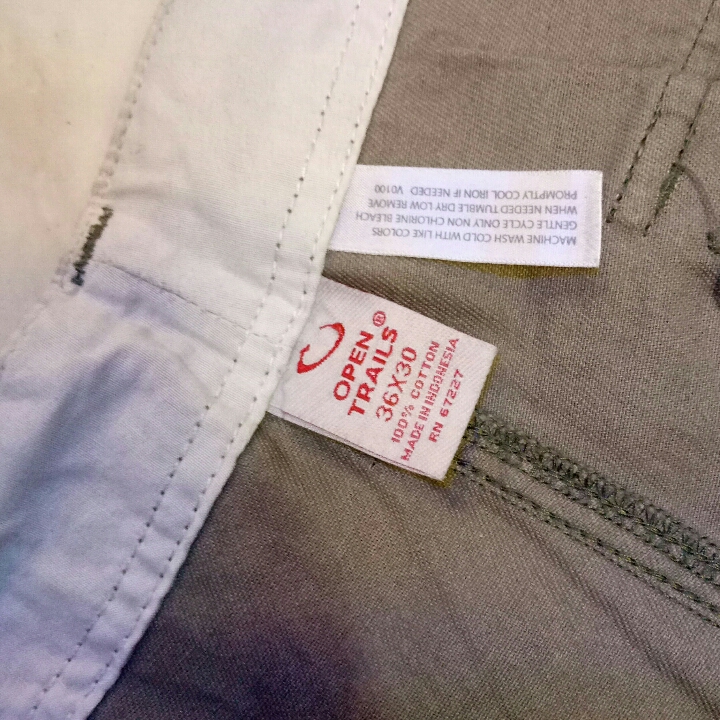 MACHINE WASH COLD WITH LIKE COLORS
GENTLE CYCLE ONLY NON CHLORINE BLEACH
WHEN NEEDED TUMBLE DRY LOW REMOVE
PROMPTLY COOL IRON IF NEEDED V0100
OPEN®
TRAILS
36X30
100% COTTON
MADE IN INDONESIA
RN 67227